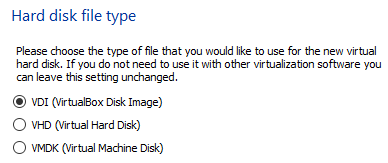 Hard disk file type
Please choose the type of file that you would like to use for the new virtual
hard disk. If you do not need to use it with other virtualization software you
can leave this setting unchanged.
VDI (VirtualBox Disk Image)
VHD (Virtual Hard Disk)
VMDK (Virtual Machine Disk)